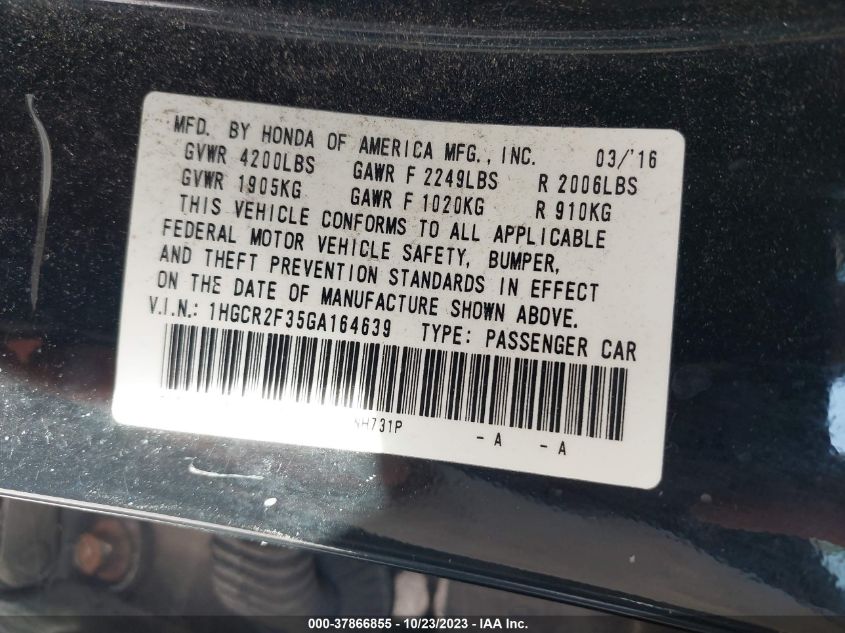 MFD. BY HONDA OF AMERICA MFG., INC. 03/'16
GVWR 4200LBS GAWR F 2249LBS R 2006LBS
GVWR 1905KG GAWR F 1020KG R 910KG
THIS VEHICLE CONFORMS TO ALL APPLICABLE
FEDERAL MOTOR VEHICLE SAFETY, BUMPER,
AND THEFT PREVENTION STANDARDS IN EFFECT
ON THE DATE OF MANUFACTURE SHOWN ABOVE.
V.I.N.: 1HGCR2F35GA164639 TYPE: PASSENGER CAR
NH731P - A - A
000-37866855 - 10/23/2023 - IAA Inc.